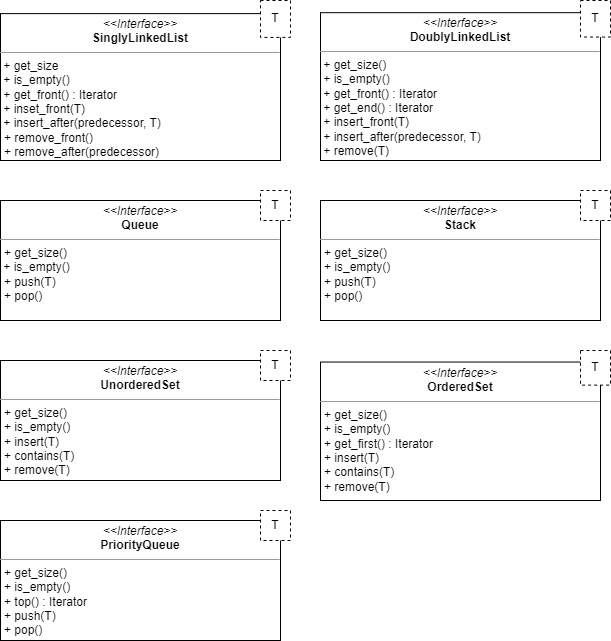 T
<<Interface>>
SinglyLinkedList
+ get_size
+ is_empty()
+ get_front() : Iterator
+ inset_front(T)
+ insert_after(predecessor, T)
+ remove_front()
+ remove_after(predecessor)
T
<<Interface>>
DoublyLinkedList
+ get_size()
+ is_empty()
+ get_front() : Iterator
+ get_end() : Iterator
+ insert_front(T)
+ insert_after(predecessor, T)
+ remove(T)
T
<<Interface>>
Queue
+ get_size()
+ is_empty()
+ push(T)
+ pop()
T
<<Interface>>
Stack
+ get_size()
+ is_empty()
+ push(T)
+ pop()
T
<<Interface>>
UnorderedSet
+ get_size()
+ is_empty()
+ insert(T)
+ contains(T)
+ remove(T)
T
<<Interface>>
OrderedSet
+ get_size()
+ is_empty()
+ get_first() : Iterator
+ insert(T)
+ contains(T)
+ remove(T)
T
<<Interface>>
PriorityQueue
+ get_size()
+ is_empty()
+ top() : Iterator
+ push(T)
+ pop()